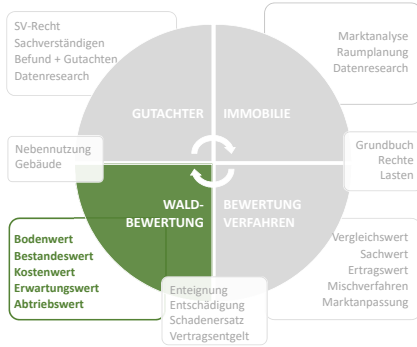 SV-Recht
Sachverständigen
Befund + Gutachten
Datenresearch
Marktanalyse
Raumplanung
Datenresearch
GUTACHTER
IMMOBILIE
Nebennutzung
Gebäude
Grundbuch
Rechte
Lasten
WALD-
BEWERTUNG
BEWERTUNG
VERFAHREN
Bodenwert
Bestandeswert
Kostenwert
Erwartungswert
Abtriebswert
Vergleichswert
Sachwert
Ertragswert
Mischverfahren
Marktanpassung
Enteignung
Entschädigung
Schadenersatz
Vertragsentgelt